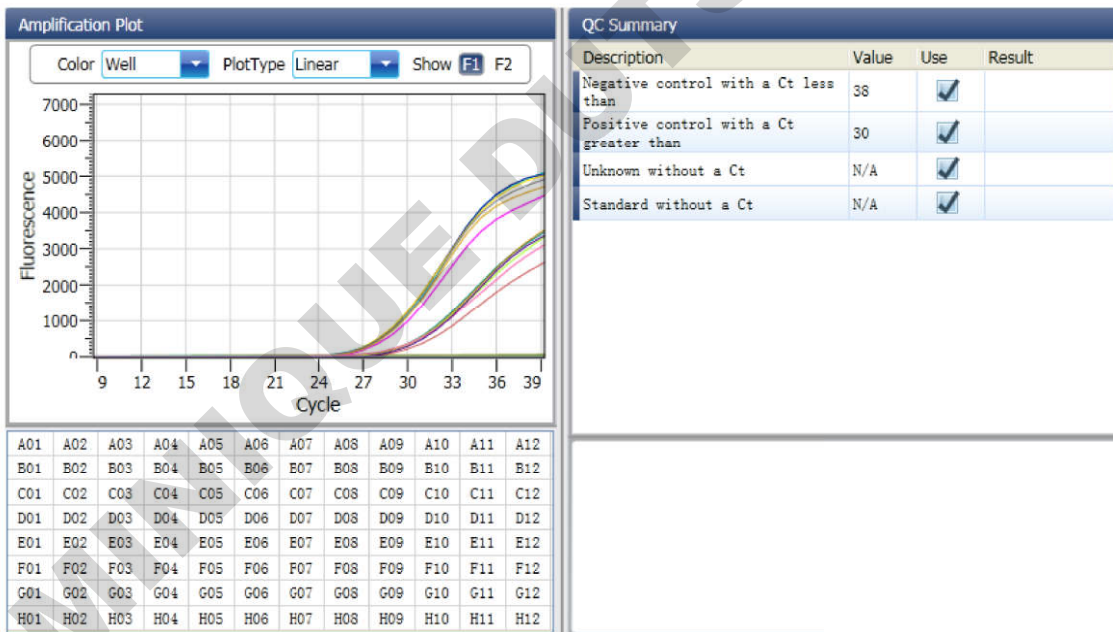 Amplification Plot
Color Well PlotType Linear Show F1 F2
7000
6000
5000
4000
3000
2000
1000
0
Fluorescence
9 12 15 18 21 24 27 30 33 36 39
Cycle
A01 A02 A03 A04 A05 A06 A07 A08 A09 A10 A11 A12
B01 B02 B03 B04 B05 B06 B07 B08 B09 B10 B11 B12
C01 C02 C03 C04 C05 C06 C07 C08 C09 C10 C11 C12
D01 D02 D03 D04 D05 D06 D07 D08 D09 D10 D11 D12
E01 E02 E03 E04 E05 E06 E07 E08 E09 E10 E11 E12
F01 F02 F03 F04 F05 F06 F07 F08 F09 F10 F11 F12
G01 G02 G03 G04 G05 G06 G07 G08 G09 G10 G11 G12
H01 H02 H03 H04 H05 H06 H07 H08 H09 H10 H11 H12
QC Summary
Description Value Use Result
Negative control with a Ct less
than 38
Positive control with a Ct
greater than 30
Unknown without a Ct N/A
Standard without a Ct N/A